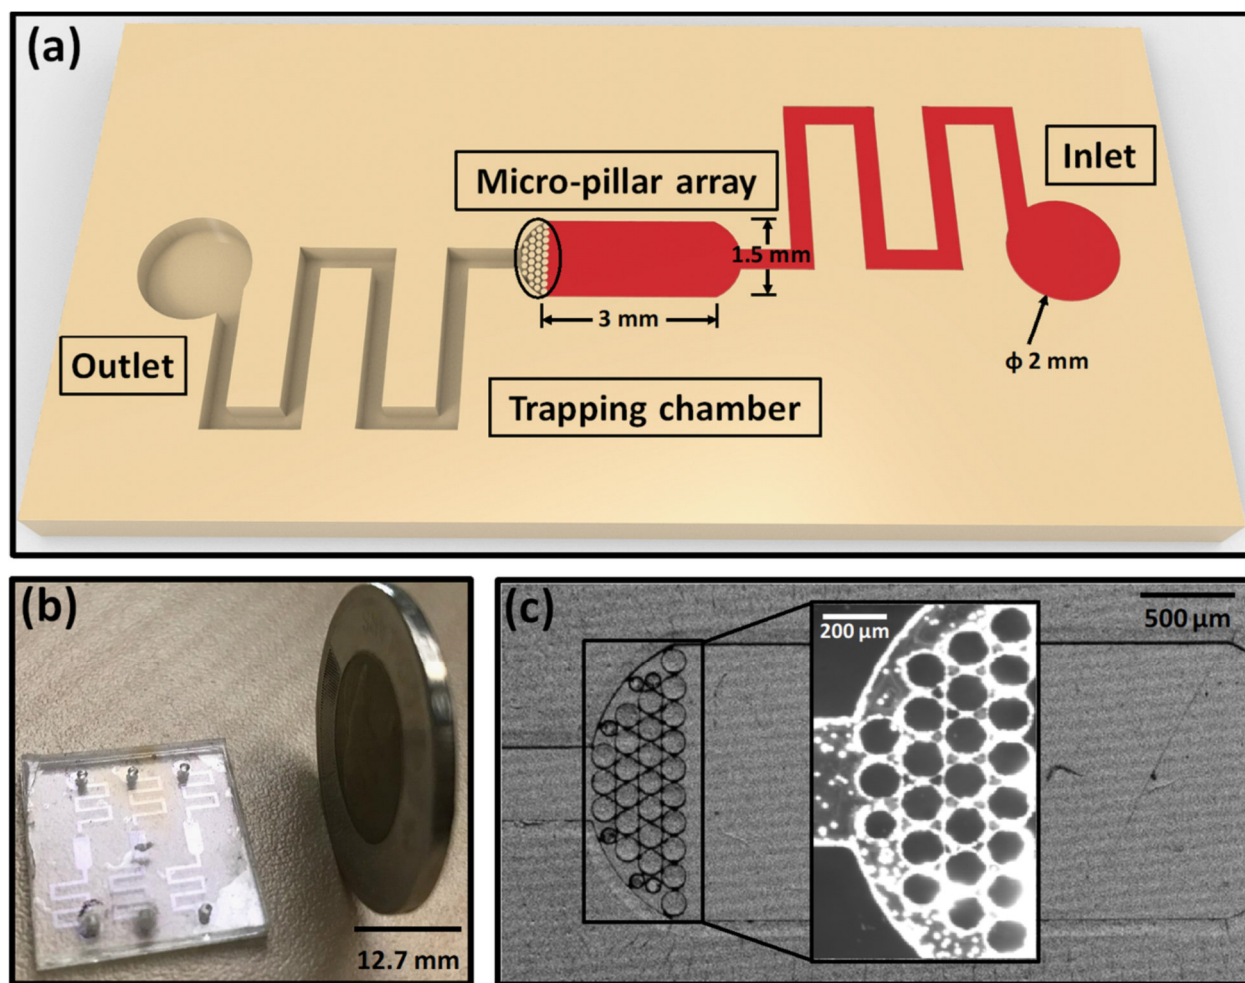 (a)
Inlet
Micro-pillar array
1.5 mm
3 mm
ϕ 2 mm
Outlet
Trapping chamber
(b)
12.7 mm
(c)
200 µm
500 µm